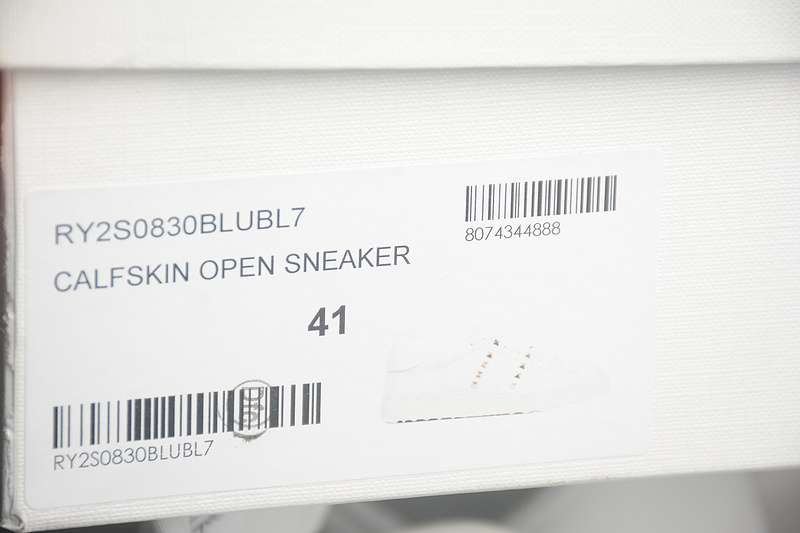 RY2S0830BLUBL7
8074344888
CALFSKIN OPEN SNEAKER
41
RY2S0830BLUBL7